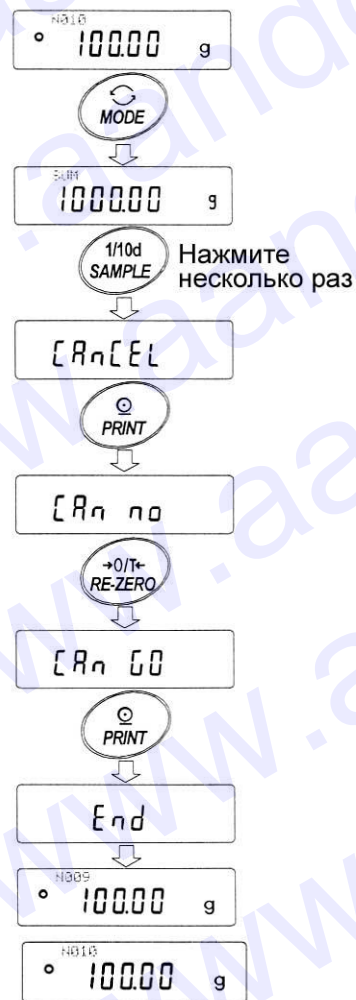 N010
100.00 g
MODE
SUM
1000.00 g
1/10d
SAMPLE
Нажмите
несколько раз
CAnCEL
PRINT
CAn no
→0/T←
RE-ZERO
CAn GO
PRINT
End
N009
100.00 g
N010
100.00 g